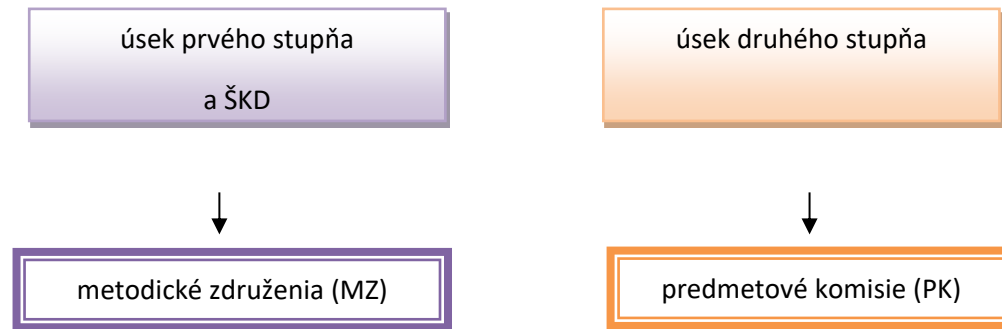 úsek prvého stupňa
a ŠKD
úsek druhého stupňa
metodické združenia (MZ)
predmetové komisie (PK)